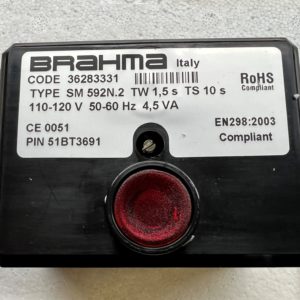 BRAHMA Italy
CODE 36283331
RoHS
Compliant
TYPE SM 592N.2 TW 1,5 s TS 10 s
110-120 V 50-60 Hz 4,5 VA
CE 0051
PIN 51BT3691
EN298:2003
Compliant